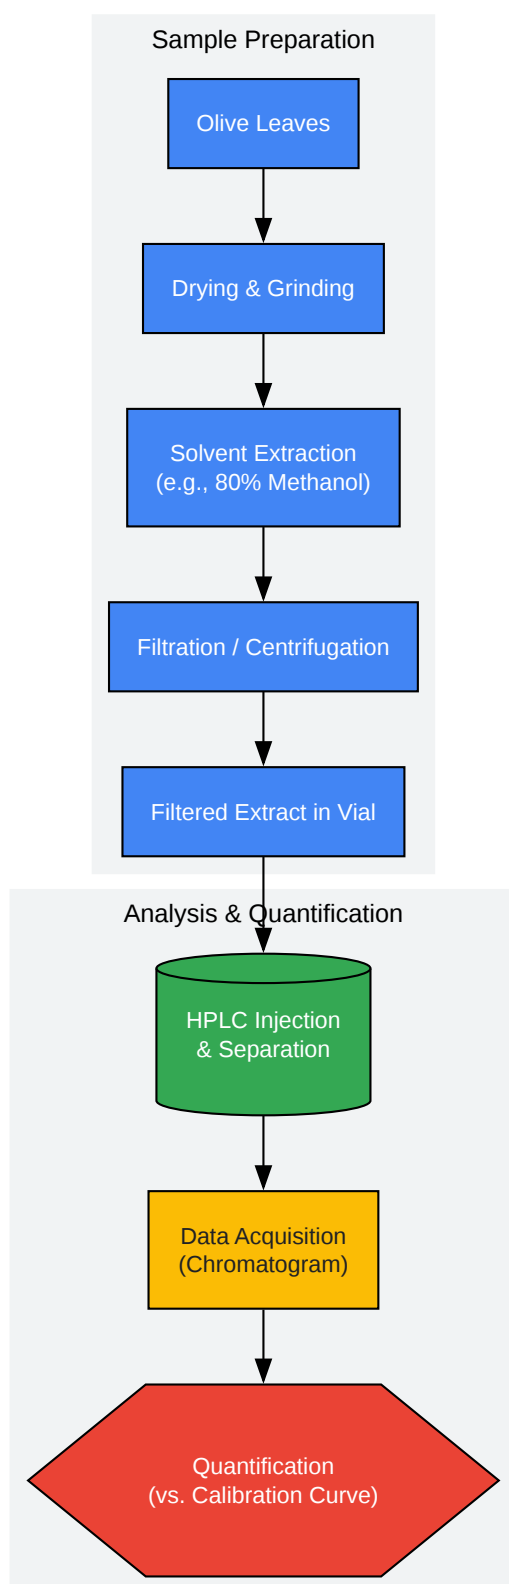 Sample Preparation
Olive Leaves
Drying & Grinding
Solvent Extraction
(e.g., 80% Methanol)
Filtration / Centrifugation
Filtered Extract in Vial
Analysis & Quantification
HPLC Injection
& Separation
Data Acquisition
(Chromatogram)
Quantification
(vs. Calibration Curve)